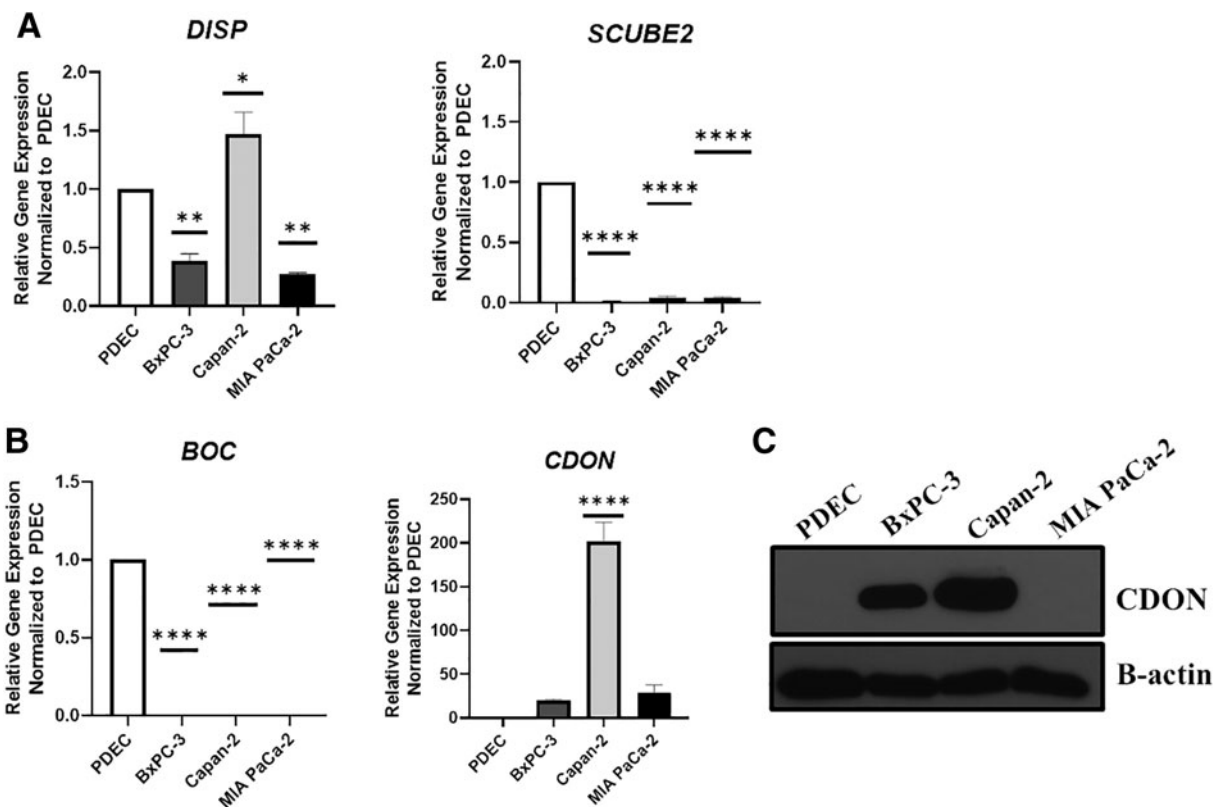 A
DISP
Relative Gene Expression
Normalized to PDEC
2.0
1.5
1.0
0.5
0.0
*
**
**
PDEC
BxPC-3
Capan-2
MIA PaCa-2
SCUBE2
Relative Gene Expression
Normalized to PDEC
2.0
1.5
1.0
0.5
0.0
****
****
****
PDEC
BxPC-3
Capan-2
MIA PaCa-2
B
BOC
Relative Gene Expression
Normalized to PDEC
1.5
1.0
0.5
0.0
****
****
****
PDEC
BxPC-3
Capan-2
MIA PaCa-2
CDON
Relative Gene Expression
Normalized to PDEC
250
200
150
100
50
0
****
PDEC
BxPC-3
Capan-2
MIA PaCa-2
C
PDEC
BxPC-3
Capan-2
MIA PaCa-2
CDON
B-actin